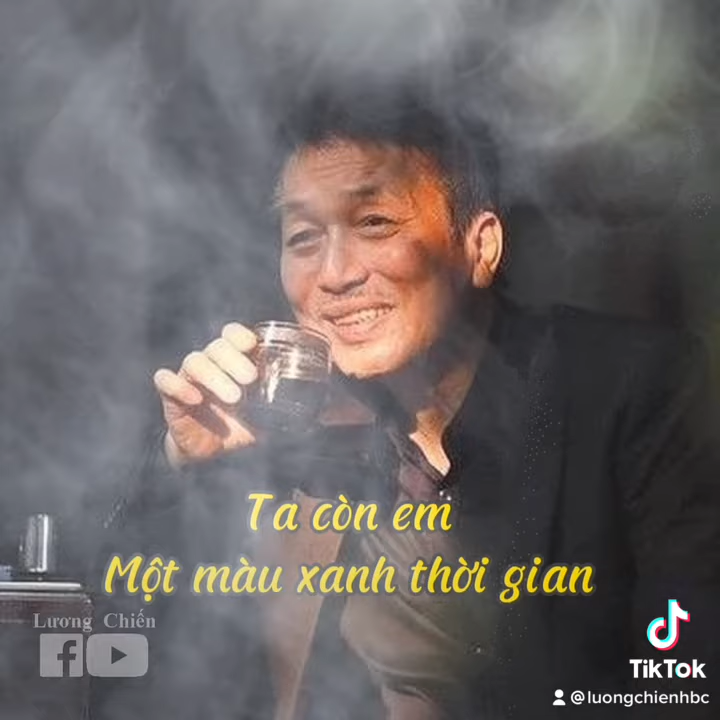 Ta còn em
Một màu xanh thời gian
Lương Chiến
TikTok
@luongchienhbc